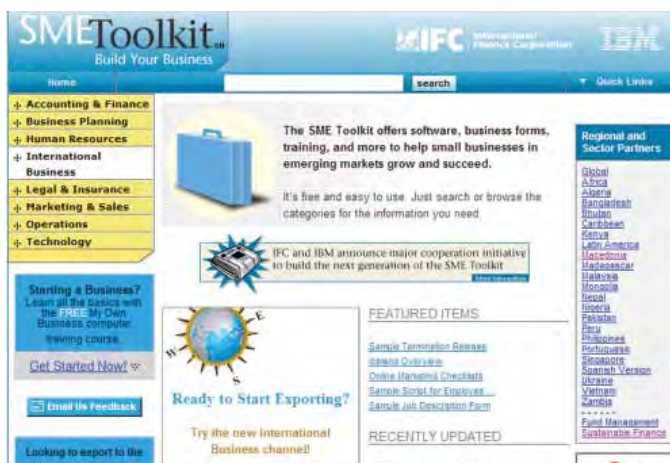 SMEToolkit
Build Your Business
IFC International
Finance Corporation
IBM
Home
search
Quick Links
Accounting & Finance
Business Planning
Human Resources
International
Business
Legal & Insurance
Marketing & Sales
Operations
Technology
The SME Toolkit offers software, business forms,
training, and more to help small businesses in
emerging markets grow and succeed.
It's free and easy to use. Just search or browse the
categories for the information you need
IFC and IBM announce major cooperation initiative
to build the next generation of the SME Toolkit
Starting a Business?
Learn all the basics with
the FREE My Own
Business computer
training course.
Get Started Now!
Email Us Feedback
Looking to export to the
N
E
W
S
Ready to Start Exporting?
Try the new International
Business channel!
FEATURED ITEMS
Sample Termination Release
Overview
Online Marketing Checklists
Sample Script for Employee ...
Sample Job Description Form
RECENTLY UPDATED
Regional and
Sector Partners
Global
Africa
Algeria
Bangladesh
Bhutan
Caribbean
Kenya
Latin America
Macedonia
Madagascar
Malaysia
Mongolia
Nepal
Nigeria
Pakistan
Peru
Philippines
Portuguese
Singapore
Spanish Version
Ukraine
Vietnam
Zambia
------
Fund Management
Sustainable Finance